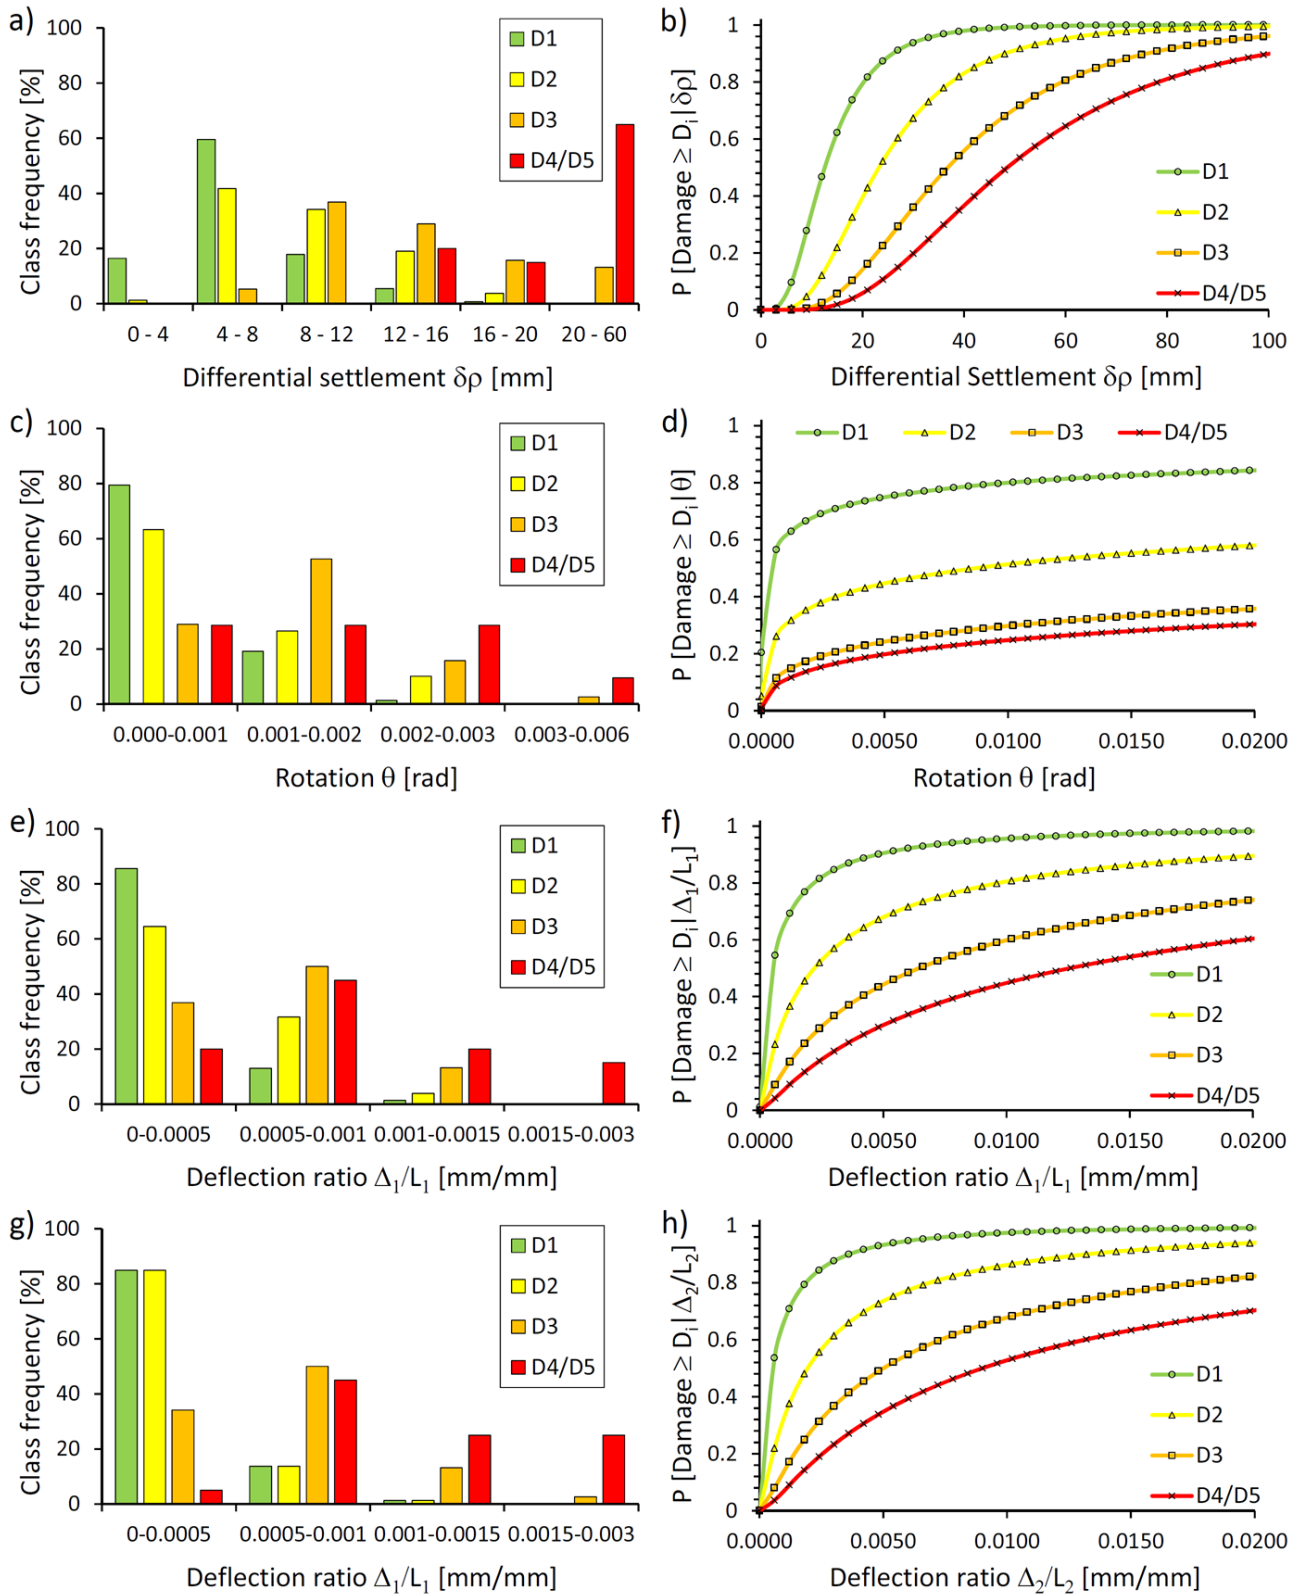 a)
Class frequency [%]
100
80
60
40
20
0
D1
D2
D3
D4/D5
0 - 4
4 - 8
8 - 12
12 - 16
16 - 20
20 - 60
Differential settlement δρ [mm]
b)
P [Damage ≥ Di|δρ]
1
0.8
0.6
0.4
0.2
0
D1
D2
D3
D4/D5
0
20
40
60
80
100
Differential Settlement δρ [mm]
c)
Class frequency [%]
100
80
60
40
20
0
D1
D2
D3
D4/D5
0.000-0.001
0.001-0.002
0.002-0.003
0.003-0.006
Rotation θ [rad]
d)
P [Damage ≥ Di|θ]
1
0.8
0.6
0.4
0.2
0
D1
D2
D3
D4/D5
0.0000
0.0050
0.0100
0.0150
0.0200
Rotation θ [rad]
e)
Class frequency [%]
100
80
60
40
20
0
D1
D2
D3
D4/D5
0-0.0005
0.0005-0.001
0.001-0.0015
0.0015-0.003
Deflection ratio Δ1/L1 [mm/mm]
f)
P [Damage ≥ Di|Δ1/L1]
1
0.8
0.6
0.4
0.2
0
D1
D2
D3
D4/D5
0.0000
0.0050
0.0100
0.0150
0.0200
Deflection ratio Δ1/L1 [mm/mm]
g)
Class frequency [%]
100
80
60
40
20
0
D1
D2
D3
D4/D5
0-0.0005
0.0005-0.001
0.001-0.0015
0.0015-0.003
Deflection ratio Δ1/L1 [mm/mm]
h)
P [Damage ≥ Di|Δ2/L2]
1
0.8
0.6
0.4
0.2
0
D1
D2
D3
D4/D5
0.0000
0.0050
0.0100
0.0150
0.0200
Deflection ratio Δ2/L2 [mm/mm]